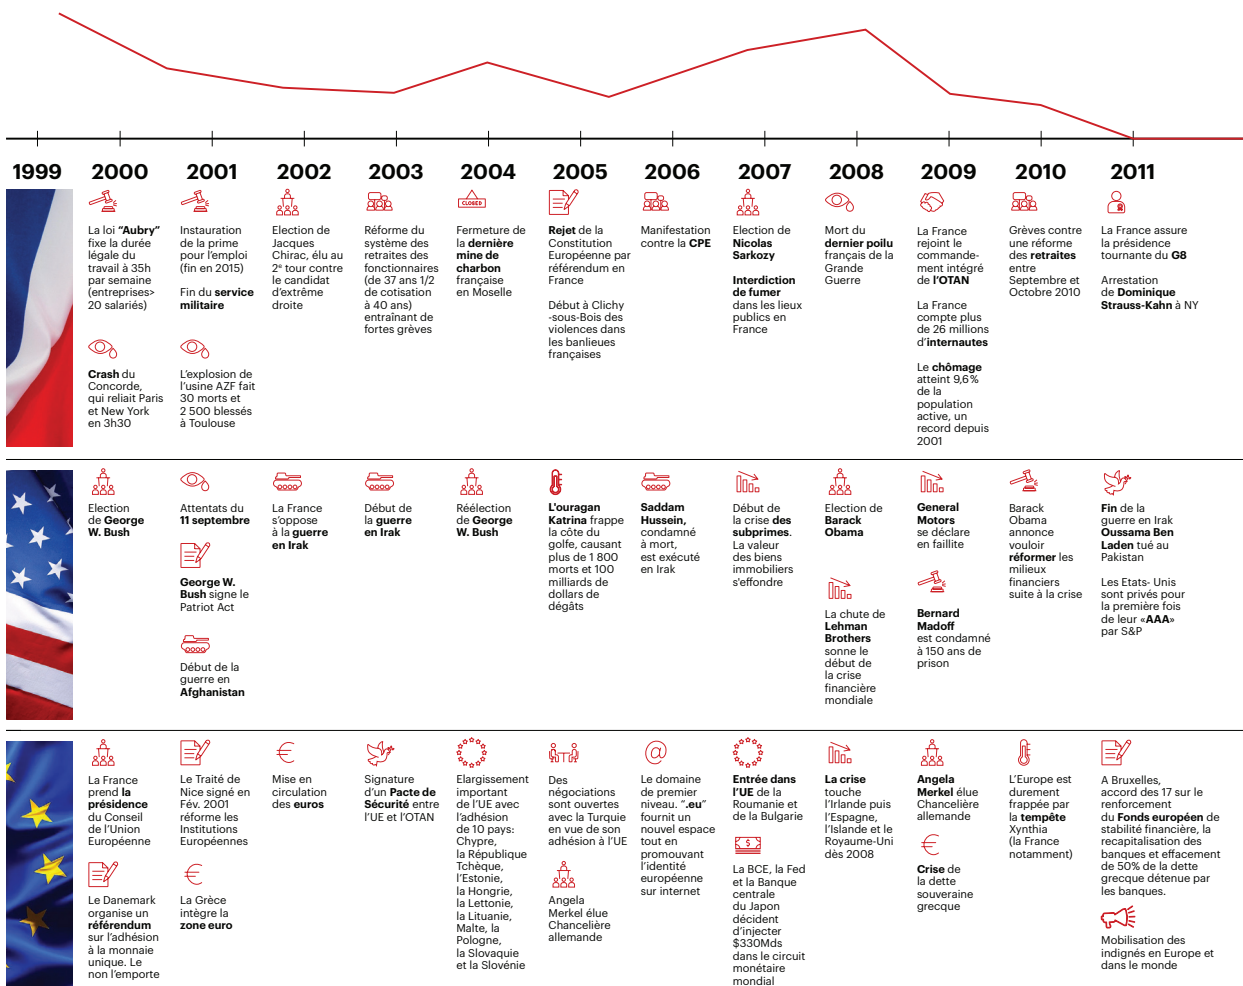 1999 2000 2001 2002 2003 2004 2005 2006 2007 2008 2009 2010 2011
La loi “Aubry”
fixe la durée
légale du
travail à 35h
par semaine
(entreprises>
20 salariés)
Crash du
Concorde,
qui reliait Paris
et New York
en 3h30
Instauration
de la prime
pour l’emploi
(fin en 2015)
Fin du service
militaire
L’explosion de
l’usine AZF fait
30 morts et
2 500 blessés
à Toulouse
Election de
Jacques
Chirac, élu au
2e tour contre
le candidat
d’extrême
droite
Réforme du
système des
retraites des
fonctionnaires
(de 37 ans 1/2
de cotisation
à 40 ans)
entraînant de
fortes grèves
CLOSED
Fermeture de
la dernière
mine de
charbon
française
en Moselle
Rejet de la
Constitution
Européenne par
référendum en
France
Début à Clichy
-sous-Bois des
violences dans
les banlieues
françaises
Manifestation
contre la CPE
Election de
Nicolas
Sarkozy
Interdiction
de fumer
dans les lieux
publics en
France
Mort du
dernier poilu
français de la
Grande
Guerre
La France
rejoint le
commande-
ment intégré
de l’OTAN
La France
compte plus
de 26 millions
d’internautes
Le chômage
atteint 9,6%
de la
population
active, un
record depuis
2001
Grèves contre
une réforme
des retraites
entre
Septembre et
Octobre 2010
La France assure
la présidence
tournante du G8
Arrestation
de Dominique
Strauss-Kahn à NY
Election
de George
W. Bush
Attentats du
11 septembre
George W.
Bush signe le
Patriot Act
Début de la
guerre en
Afghanistan
La France
s’oppose
à la guerre
en Irak
Début de
la guerre
en Irak
Réélection
de George
W. Bush
L'ouragan
Katrina frappe
la côte du
golfe, causant
plus de 1 800
morts et 100
milliards de
dollars de
dégâts
Saddam
Hussein,
condamné
à mort,
est exécuté
en Irak
Début de
la crise des
subprimes.
La valeur
des biens
immobiliers
s'effondre
Election de
Barack
Obama
La chute de
Lehman
Brothers
sonne le
début de
la crise
financière
mondiale
General
Motors
se déclare
en faillite
Bernard
Madoff
est condamné
à 150 ans de
prison
Barack
Obama
annonce
vouloir
réformer les
milieux
financiers
suite à la crise
Fin de la
guerre en Irak
Oussama Ben
Laden tué au
Pakistan
Les Etats- Unis
sont privés pour
la première fois
de leur «AAA»
par S&P
La France
prend la
présidence
du Conseil
de l’Union
Européenne
Le Danemark
organise un
référendum
sur l’adhésion
à la monnaie
unique. Le
non l’emporte
Le Traité de
Nice signé en
Fév. 2001
réforme les
Institutions
Européennes
€
La Grèce
intègre la
zone euro
€
Mise en
circulation
des euros
Signature
d’un Pacte de
Sécurité entre
l’UE et l’OTAN
Elargissement
important
de l’UE avec
l’adhésion
de 10 pays:
Chypre,
la République
Tchèque,
l’Estonie,
la Hongrie,
la Lettonie,
la Lituanie,
Malte, la
Pologne,
la Slovaquie
et la Slovénie
Des
négociations
sont ouvertes
avec la Turquie
en vue de son
adhésion à l’UE
Angela
Merkel élue
Chancelière
allemande
@
Le domaine
de premier
niveau. “.eu”
fournit un
nouvel espace
tout en
promouvant
l’identité
européenne
sur internet
Entrée dans
l’UE de la
Roumanie et
de la Bulgarie
$
La BCE, la Fed
et la Banque
centrale
du Japon
décident
d’injecter
$330Mds
dans le circuit
monétaire
mondial
La crise
touche
l’Irlande puis
l’Espagne,
l’Islande et le
Royaume-Uni
dès 2008
Angela
Merkel élue
Chancelière
allemande
€
Crise de
la dette
souveraine
grecque
L’Europe est
durement
frappée par
la tempête
Xynthia
(la France
notamment)
A Bruxelles,
accord des 17 sur le
renforcement
du Fonds européen de
stabilité financière, la
recapitalisation des
banques et effacement
de 50% de la dette
grecque détenue par
les banques.
Mobilisation des
indignés en Europe et
dans le monde